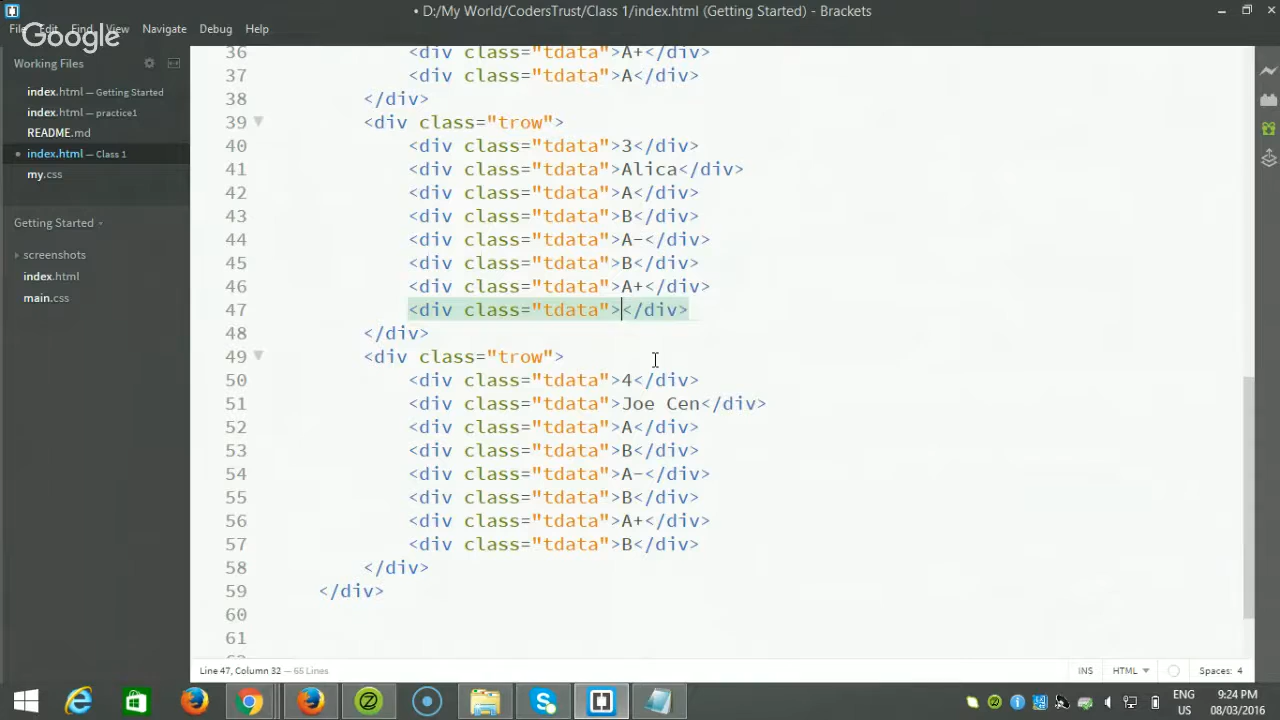 • D:/My World/CodersTrust/Class 1/index.html (Getting Started) - Brackets
File Edit Find View Navigate Debug Help
Google
Working Files
index.html — Getting Started
index.html — practice1
README.md
• index.html — Class 1
my.css
Getting Started
screenshots
index.html
main.css
36 <div class="tdata">A+</div>
37 <div class="tdata">A</div>
38 </div>
39 <div class="trow">
40 <div class="tdata">3</div>
41 <div class="tdata">Alica</div>
42 <div class="tdata">A</div>
43 <div class="tdata">B</div>
44 <div class="tdata">A-</div>
45 <div class="tdata">B</div>
46 <div class="tdata">A+</div>
47 <div class="tdata"></div>
48 </div>
49 <div class="trow">
50 <div class="tdata">4</div>
51 <div class="tdata">Joe Cen</div>
52 <div class="tdata">A</div>
53 <div class="tdata">B</div>
54 <div class="tdata">A-</div>
55 <div class="tdata">B</div>
56 <div class="tdata">A+</div>
57 <div class="tdata">B</div>
58 </div>
59 </div>
60
61
Line 47, Column 32 — 65 Lines
INS HTML Spaces: 4
ENG 9:24 PM
US 08/03/2016